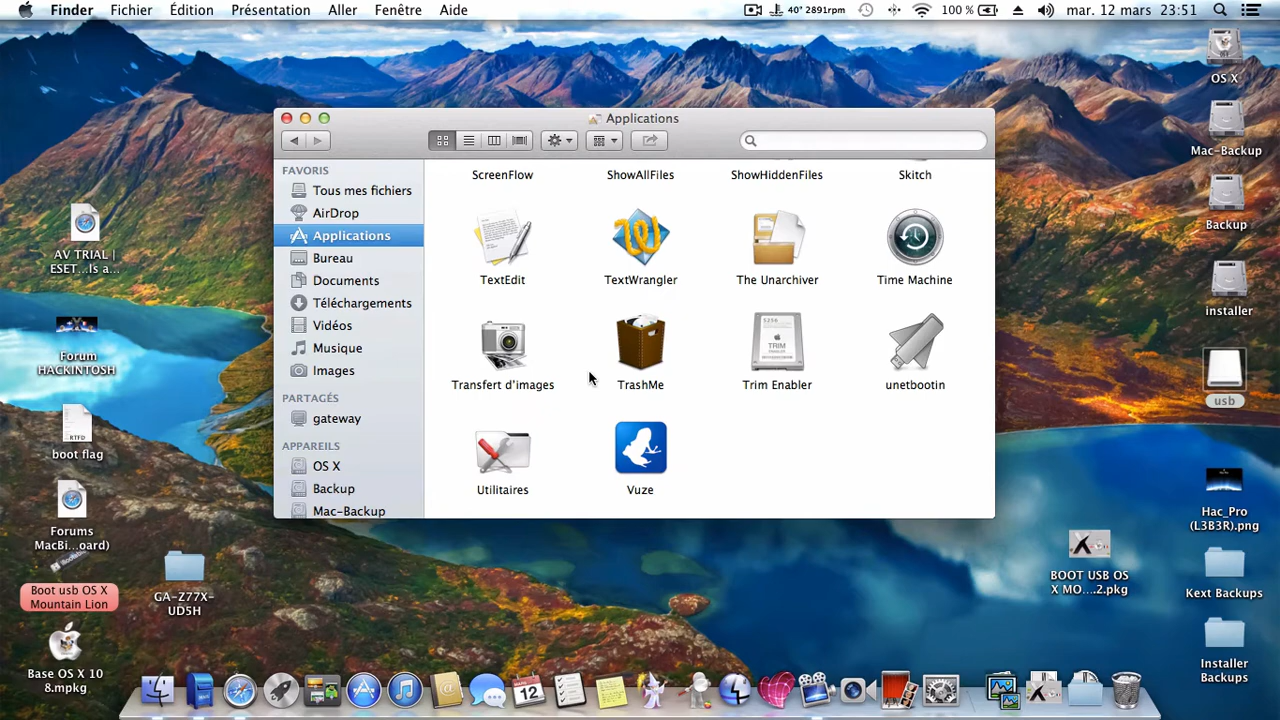 Finder Fichier Édition Présentation Aller Fenêtre Aide
40° 2891rpm 100 % mar. 12 mars 23:51
Applications
FAVORIS
Tous mes fichiers
AirDrop
Applications
Bureau
Documents
Téléchargements
Vidéos
Musique
Images
PARTAGÉS
gateway
APPAREILS
OS X
Backup
Mac-Backup
ScreenFlow ShowAllFiles ShowHiddenFiles Skitch
TextEdit TextWrangler The Unarchiver Time Machine
TRIM
Transfert d'images TrashMe Trim Enabler unetbootin
Utilitaires Vuze
AV TRIAL |
ESET...ls a...
Forum
HACKINTOSH
RTFD
boot flag
Forums
MacBi...oard)
Boot usb OS X
Mountain Lion
GA-Z77X-
UD5H
Base OS X 10
8.mpkg
OS X
Mac-Backup
Backup
installer
usb
Hac_Pro
(L3B3R).png
BOOT USB OS
X MO....2.pkg
Kext Backups
Installer
Backups
12